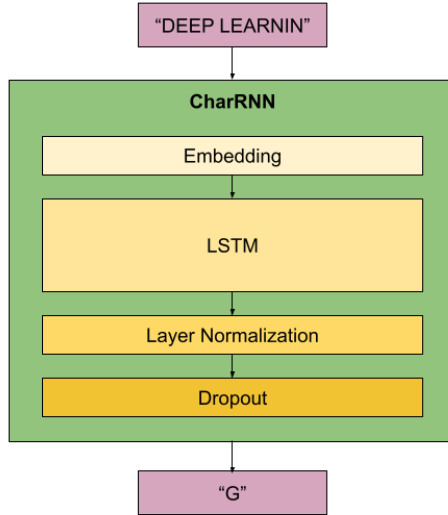 “DEEP LEARNIN”
CharRNN
Embedding
LSTM
Layer Normalization
Dropout
“G”